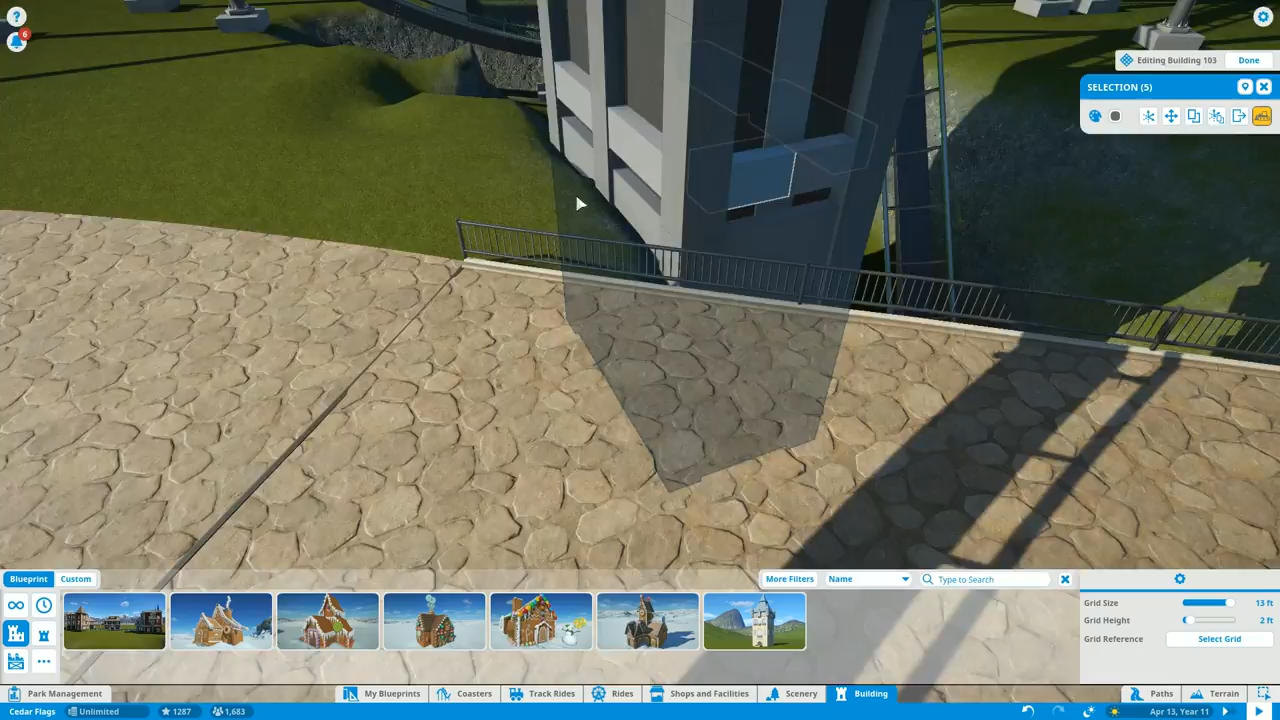 ?
6
Editing Building 103 Done
SELECTION (5)
Blueprint Custom
More Filters Name Type to Search
Grid Size 13 ft
Grid Height 2 ft
Grid Reference Select Grid
Park Management My Blueprints Coasters Track Rides Rides Shops and Facilities Scenery Building Paths Terrain
Cedar Flags Unlimited 1287 1,683 Apr 13, Year 11